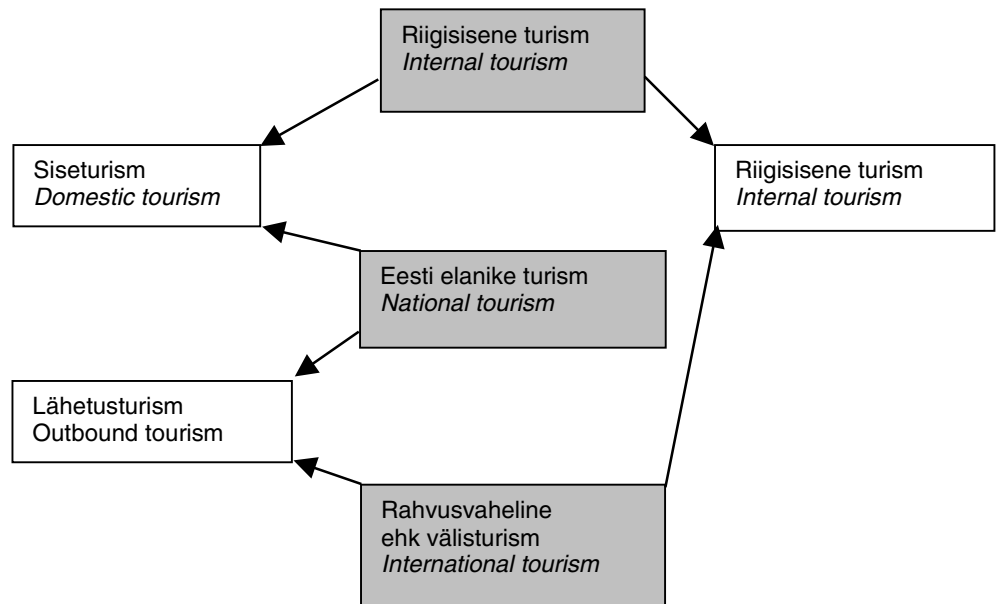 Riigisisene turism
Internal tourism
Siseturism
Domestic tourism
Riigisisene turism
Internal tourism
Eesti elanike turism
National tourism
Lähetusturism
Outbound tourism
Rahvusvaheline
ehk välisturism
International tourism